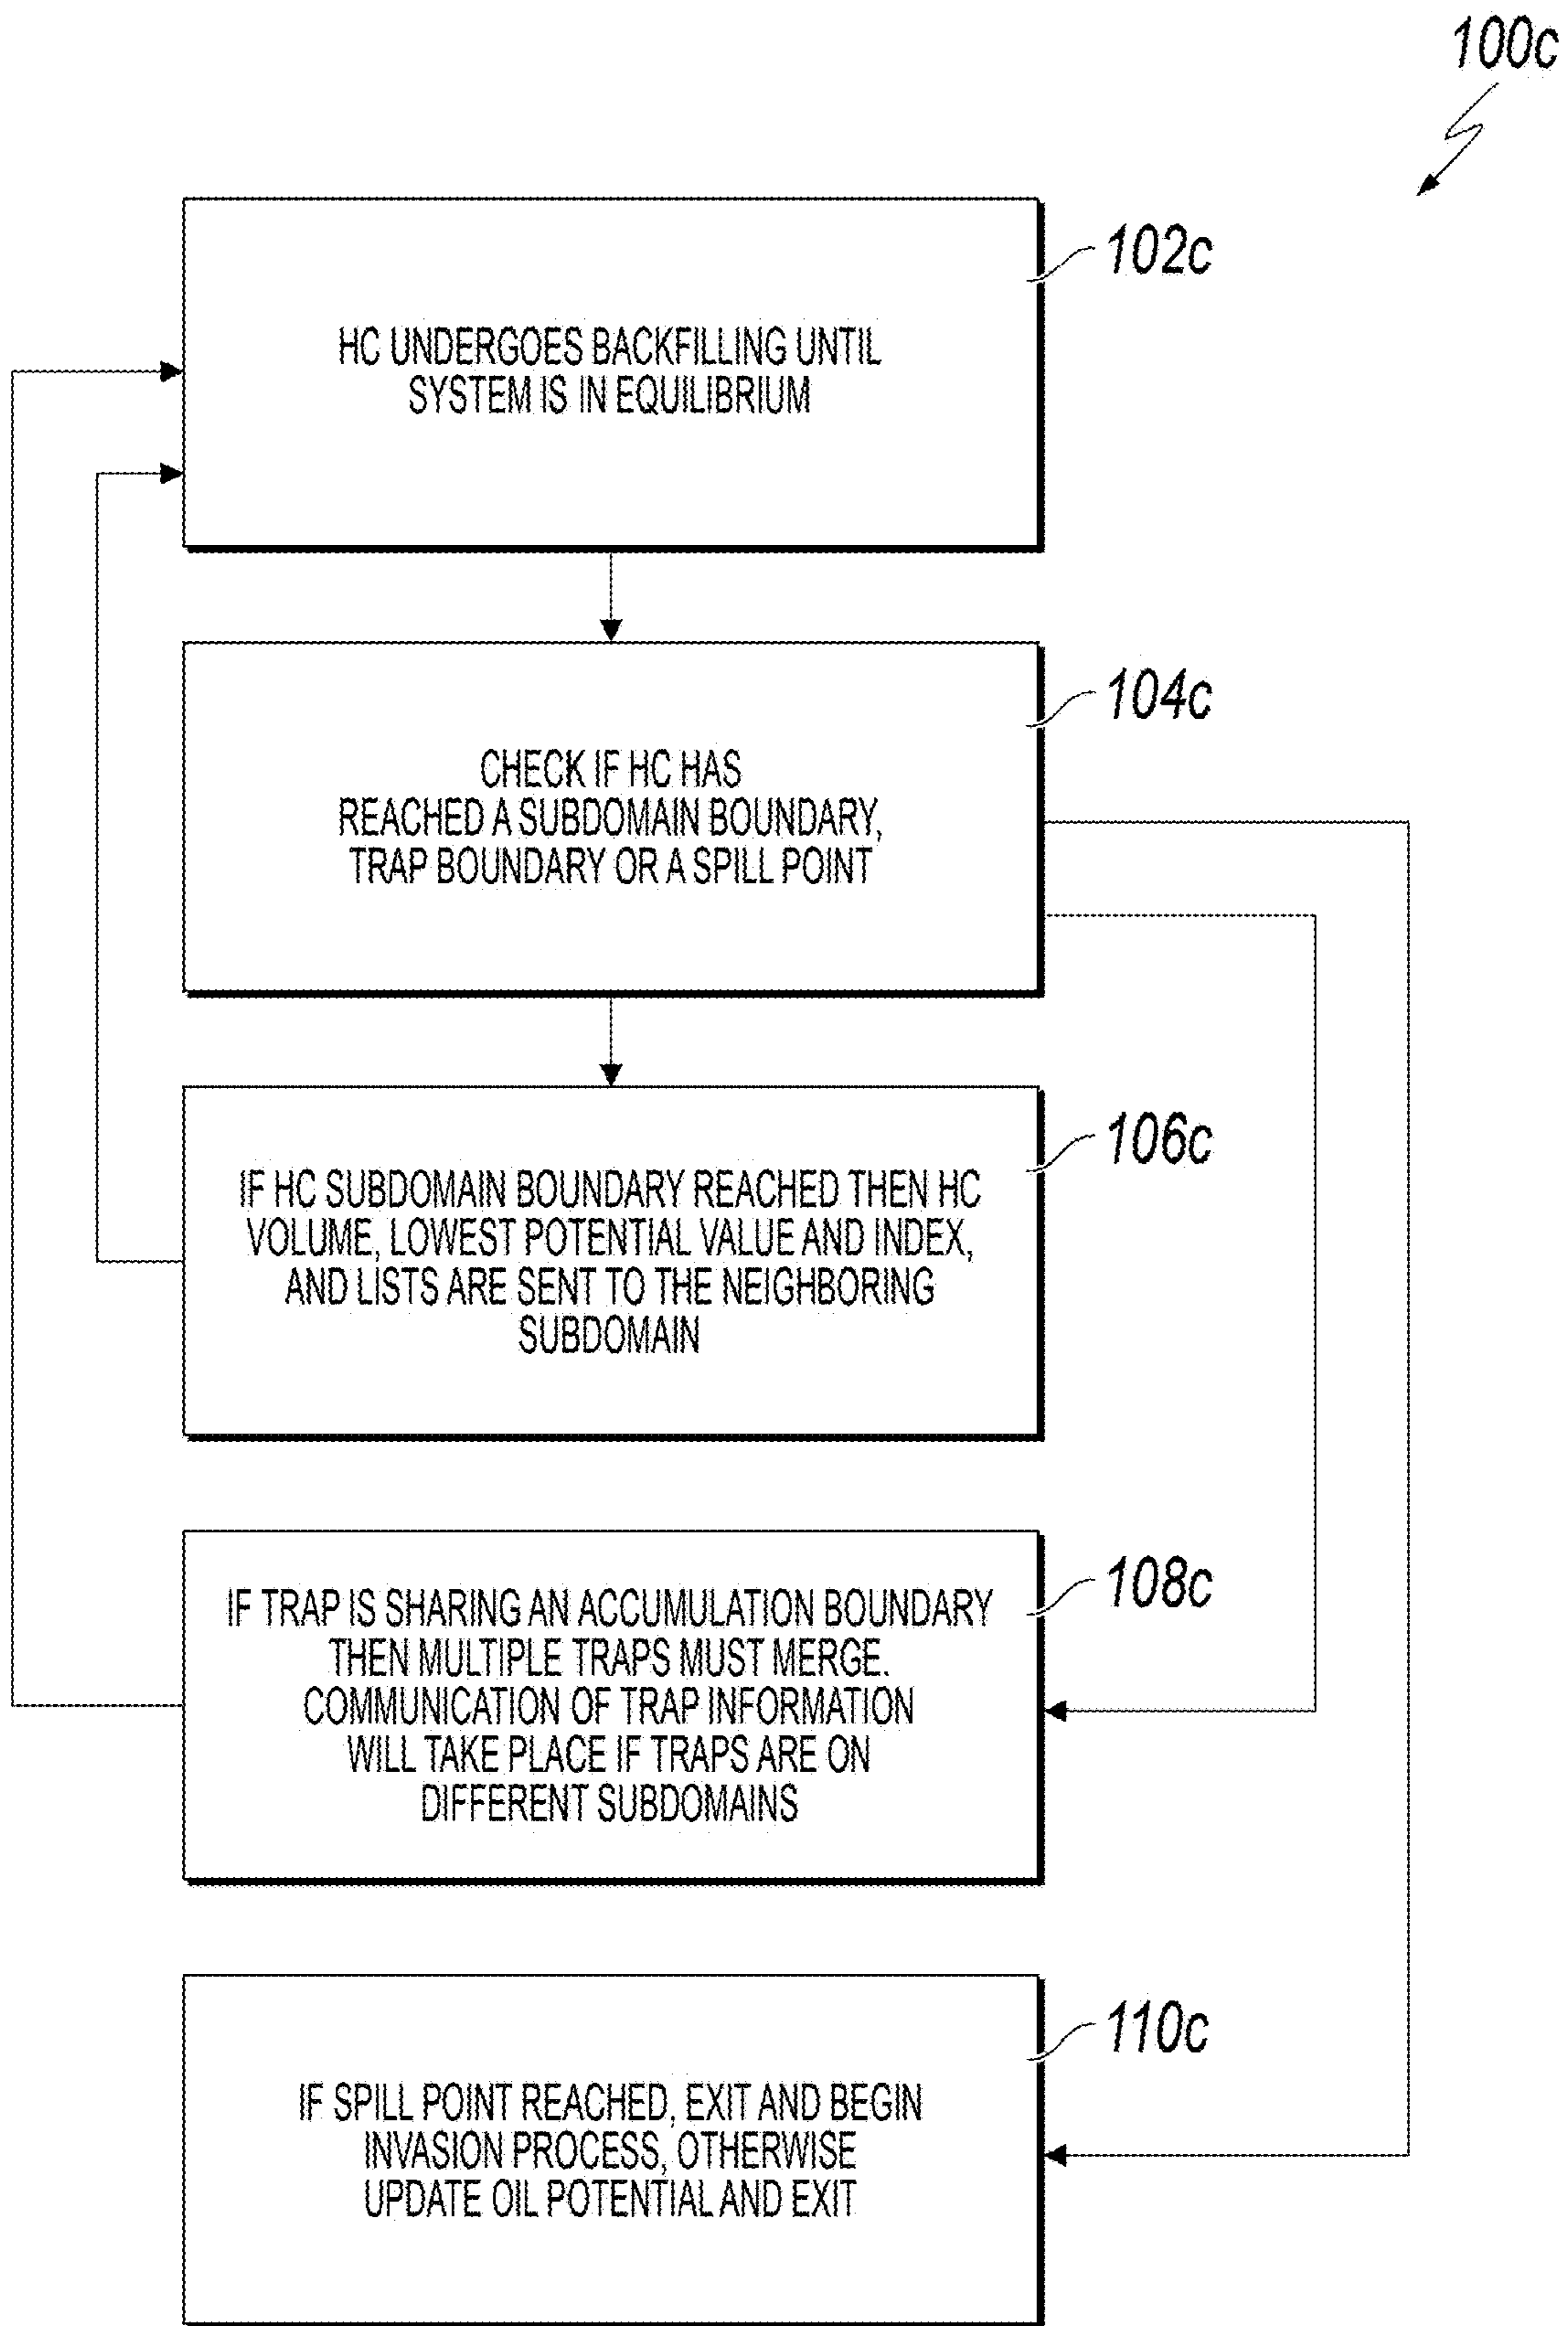 100c
102c
HC UNDERGOES BACKFILLING UNTIL
SYSTEM IS IN EQUILIBRIUM
104c
CHECK IF HC HAS
REACHED A SUBDOMAIN BOUNDARY,
TRAP BOUNDARY OR A SPILL POINT
106c
IF HC SUBDOMAIN BOUNDARY REACHED THEN HC
VOLUME, LOWEST POTENTIAL VALUE AND INDEX,
AND LISTS ARE SENT TO THE NEIGHBORING
SUBDOMAIN
108c
IF TRAP IS SHARING AN ACCUMULATION BOUNDARY
THEN MULTIPLE TRAPS MUST MERGE.
COMMUNICATION OF TRAP INFORMATION
WILL TAKE PLACE IF TRAPS ARE ON
DIFFERENT SUBDOMAINS
110c
IF SPILL POINT REACHED, EXIT AND BEGIN
INVASION PROCESS, OTHERWISE
UPDATE OIL POTENTIAL AND EXIT